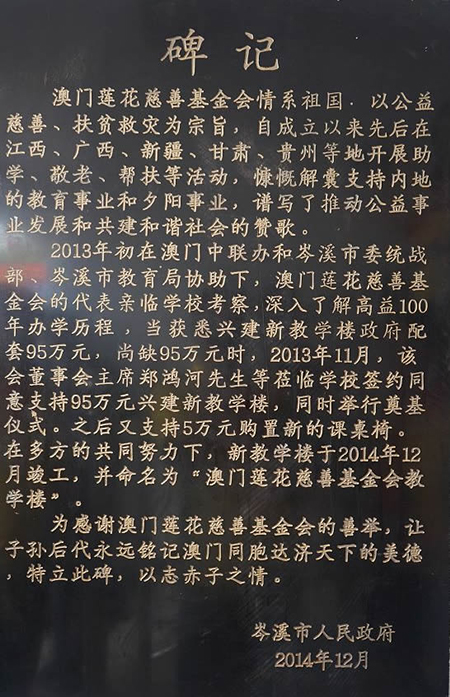 碑记
澳门莲花慈善基金会情系祖国.以公益
慈善、扶贫救灾为宗旨，自成立以来先后在
江西、广西、新疆、甘肃、贵州等地开展助
学、敬老、帮扶等活动，慷慨解囊支持内地
的教育事业和夕阳事业，谱写了推动公益事
业发展和共建和谐社会的赞歌。
2013年初在澳门中联办和岑溪市委统战
部、岑溪市教育局协助下，澳门莲花慈善基
金会的代表亲临学校考察,深入了解高益100
年办学历程，当获悉兴建新教学楼政府配
套95万元，尚缺95万元时，2013年11月，该
会董事会主席郑鸿河先生等莅临学校签约同
意支持95万元兴建新教学楼，同时举行奠基
仪式。之后又支持5万元购置新的课桌椅。
在多方的共同努力下，新教学楼于2014年12
月竣工，并命名为“澳门莲花慈善基金会教
学楼”。
为感谢澳门莲花慈善基金会的善举，让
子孙后代永远铭记澳门同胞达济天下的美德
，特立此碑，以志赤子之情。
岑溪市人民政府
2014年12月